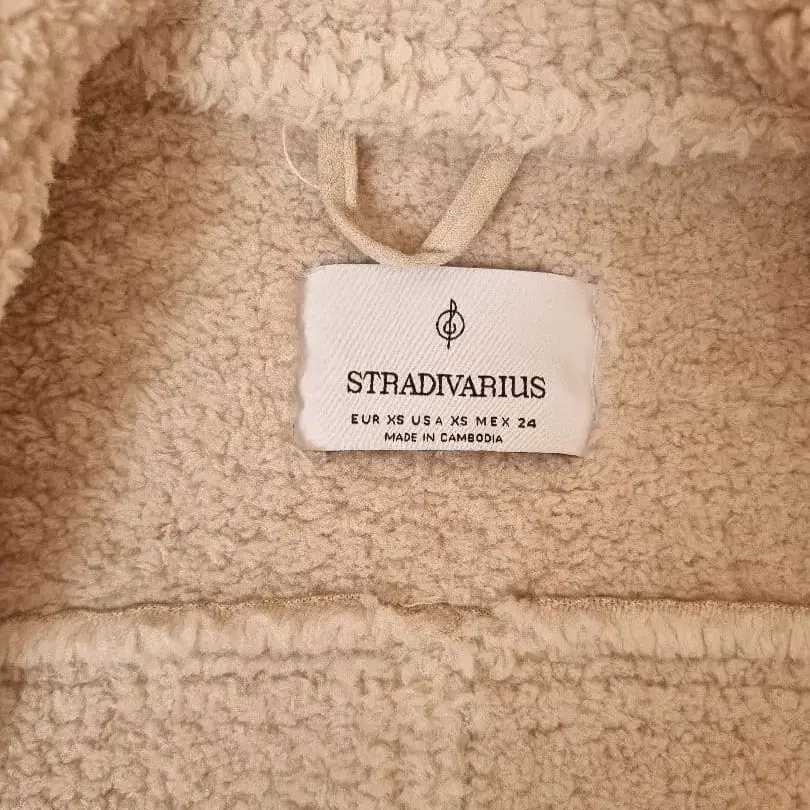 STRADIVARIUS
EUR XS USA XS MEX 24
MADE IN CAMBODIA